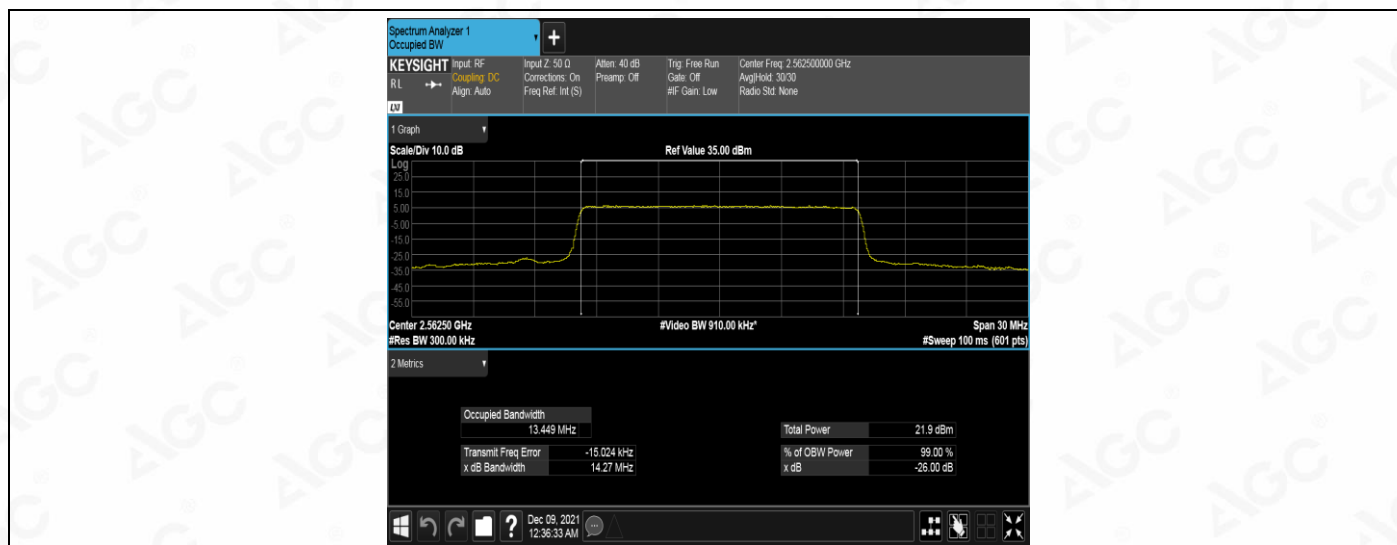 Spectrum Analyzer 1
Occupied BW
KEYSIGHT
RL
LXI
Input: RF
Coupling: DC
Align: Auto
Input Z: 50 Ω
Corrections: On
Freq Ref: Int (S)
Atten: 40 dB
Preamp: Off
Trig: Free Run
Gate: Off
#IF Gain: Low
Center Freq: 2.562500000 GHz
Avg|Hold: 30/30
Radio Std: None
1 Graph
Scale/Div 10.0 dB
Ref Value 35.00 dBm
Log
25.0
15.0
5.00
-5.00
-15.0
-25.0
-35.0
-45.0
-55.0
Center 2.56250 GHz
#Video BW 910.00 kHz*
Span 30 MHz
#Res BW 300.00 kHz
#Sweep 100 ms (601 pts)
2 Metrics
Occupied Bandwidth
13.449 MHz
Total Power 21.9 dBm
Transmit Freq Error -15.024 kHz
% of OBW Power 99.00 %
x dB Bandwidth 14.27 MHz
x dB -26.00 dB
?
Dec 09, 2021
12:36:33 AM
AGC